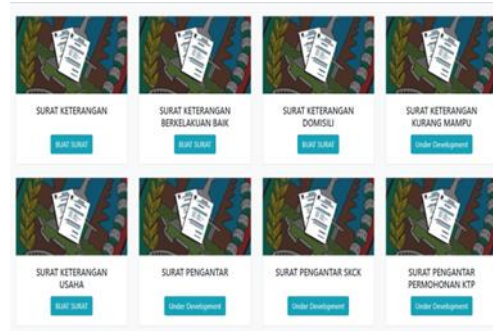 SURAT KETERANGAN
BUAT SURAT
SURAT KETERANGAN
BERKELAKUAN BAIK
BUAT SURAT
SURAT KETERANGAN
DOMISILI
BUAT SURAT
SURAT KETERANGAN
KURANG MAMPU
Under Development
SURAT KETERANGAN
USAHA
BUAT SURAT
SURAT PENGANTAR
Under Development
SURAT PENGANTAR SKCK
Under Development
SURAT PENGANTAR
PERMOHONAN KTP
Under Development